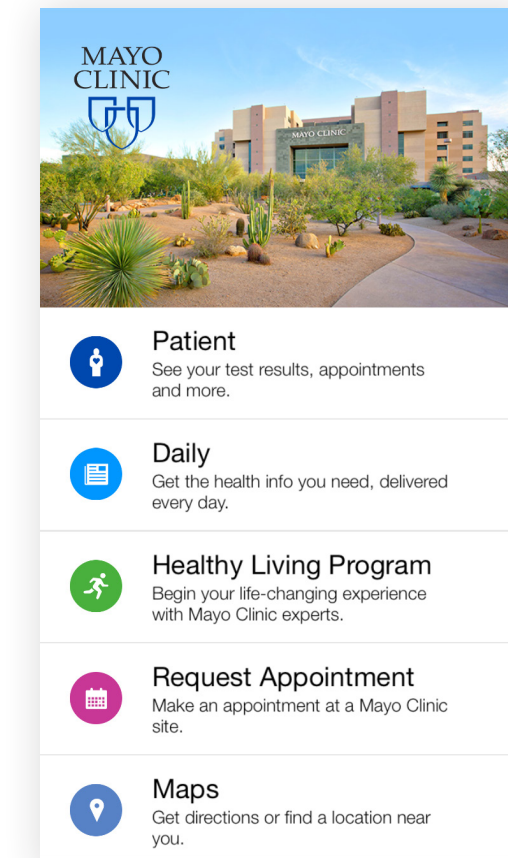 MAYO
CLINIC
MAYO CLINIC
Patient
See your test results, appointments
and more.
Daily
Get the health info you need, delivered
every day.
Healthy Living Program
Begin your life-changing experience
with Mayo Clinic experts.
Request Appointment
Make an appointment at a Mayo Clinic
site.
Maps
Get directions or find a location near
you.